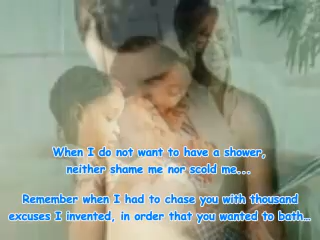 When I do not want to have a shower,
neither shame me nor scold me...
Remember when I had to chase you with thousand
excuses I invented, in order that you wanted to bath…